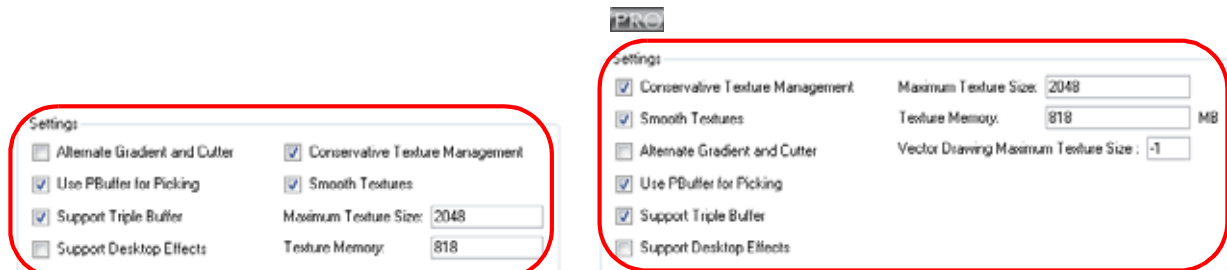 Settings
Alternate Gradient and Cutter
Conservative Texture Management
Use PBuffer for Picking
Smooth Textures
Support Triple Buffer
Maximum Texture Size: 2048
Support Desktop Effects
Texture Memory: 818
PRO
Settings
Conservative Texture Management
Maximum Texture Size: 2048
Smooth Textures
Texture Memory: 818 MB
Alternate Gradient and Cutter
Vector Drawing Maximum Texture Size : -1
Use PBuffer for Picking
Support Triple Buffer
Support Desktop Effects